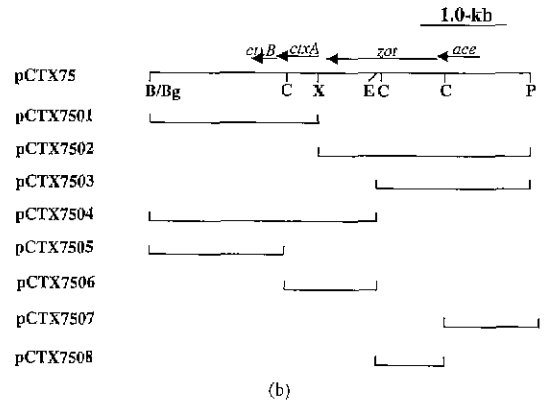 1.0-kb
ctxB ctxA zot ace
pCTX75
B/Bg C X E C C P
pCTX7501
pCTX7502
pCTX7503
pCTX7504
pCTX7505
pCTX7506
pCTX7507
pCTX7508
(b)